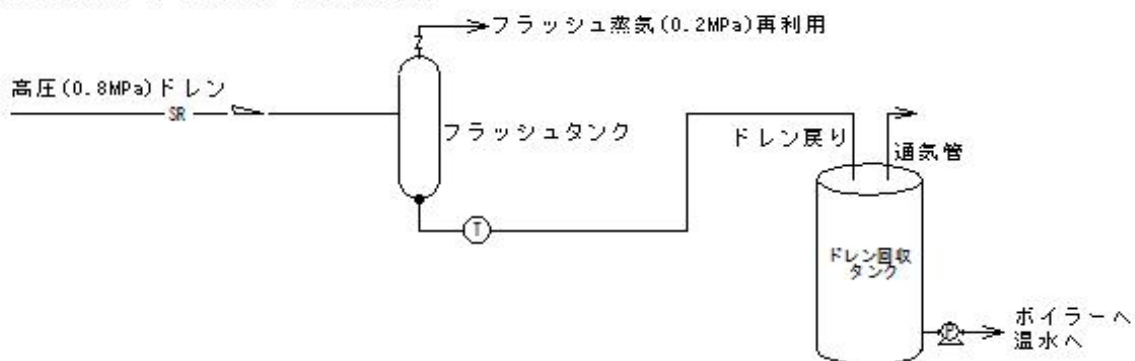 フラッシュ蒸気(0.2MPa)再利用
高圧(0.8MPa)ドレン
SR
フラッシュタンク
ドレン戻り
通気管
T
ドレン回収
タンク
P
ボイラーへ
温水へ